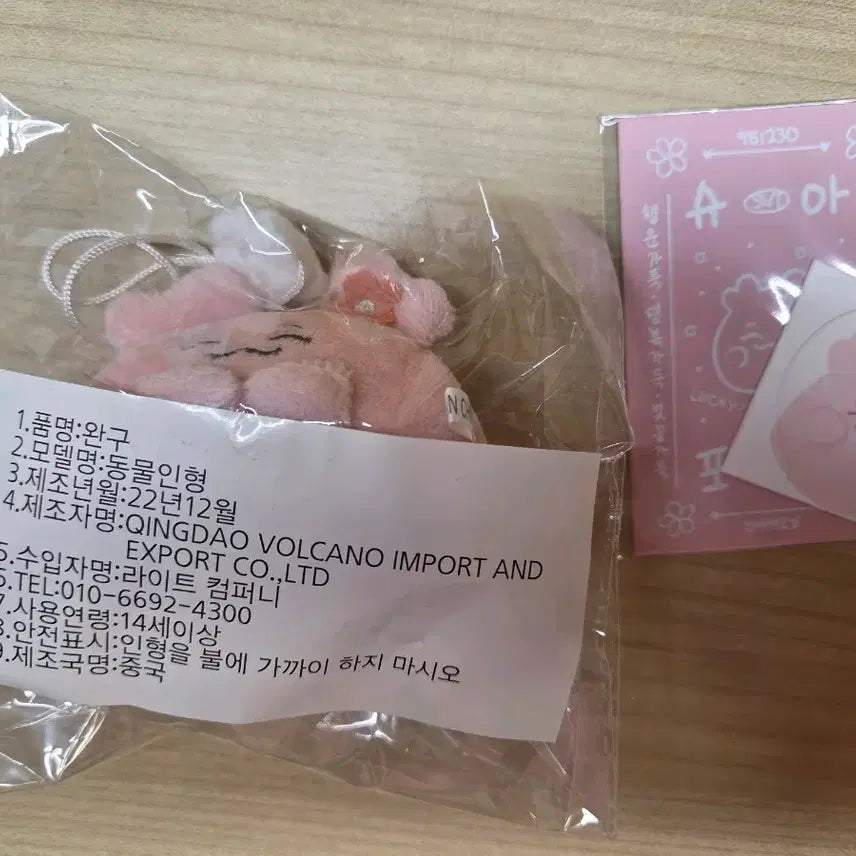 1.품명:완구
2.모델명:동물인형
3.제조년월:22년12월
4.제조자명:QINGDAO VOLCANO IMPORT AND
EXPORT CO.,LTD
5.수입자명:라이트 컴퍼니
6.TEL:010-6692-4300
7.사용연령:14세이상
8.안전표시:인형을 불에 가까이 하지 마시오
9.제조국명:중국
981230
슈 아
LUCKY
포